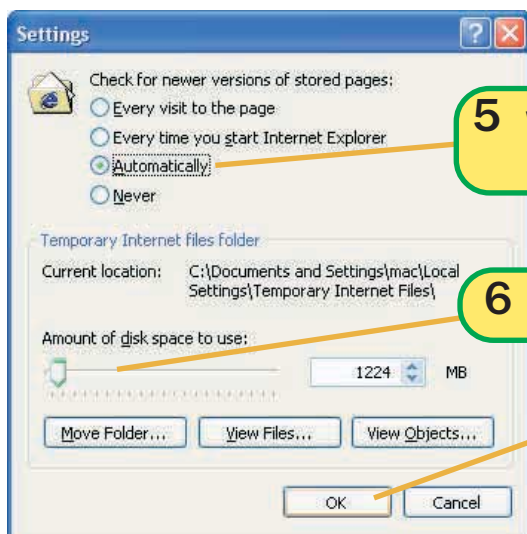 Settings
Check for newer versions of stored pages:
Every visit to the page
Every time you start Internet Explorer
5
Automatically
Never
Temporary Internet files folder
Current location: C:\Documents and Settings\mac\Local
Settings\Temporary Internet Files\
6
Amount of disk space to use:
1224 MB
Move Folder... View Files... View Objects...
OK Cancel